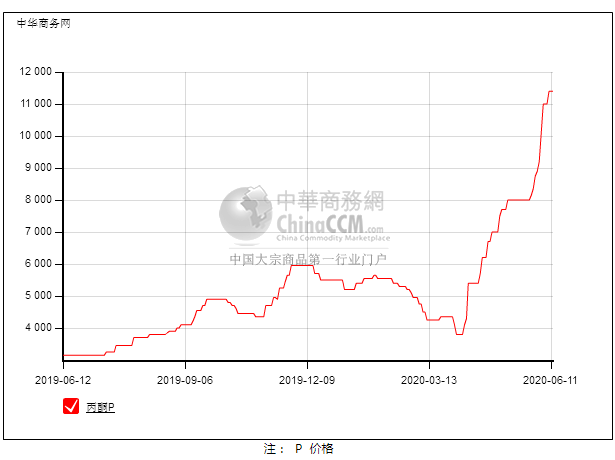 中华商务网
12 000
11 000
10 000
9 000
8 000
7 000
6 000
5 000
4 000
中華商務網
ChinaCCM.com
China Commodity Marketplace
中国大宗商品第一行业门户
2019-06-12 2019-09-06 2019-12-09 2020-03-13 2020-06-11
丙酮P
注： P 价格